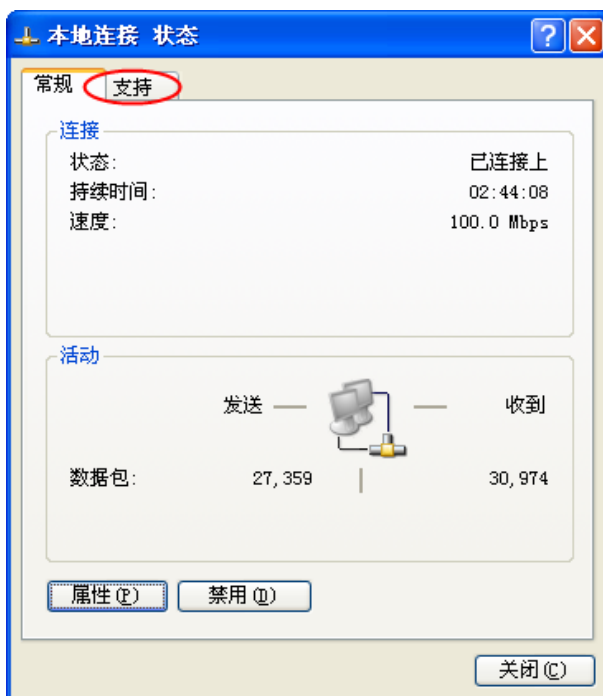 本地连接 状态
常规 支持
连接
状态: 已连接上
持续时间: 02:44:08
速度: 100.0 Mbps
活动
发送 收到
数据包: 27,359 30,974
属性(P) 禁用(D)
关闭(C)